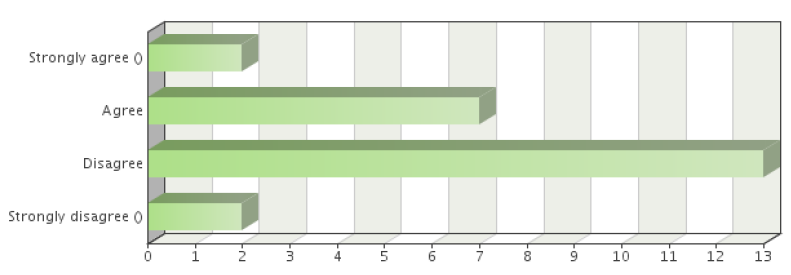 Strongly agree ()
Agree
Disagree
Strongly disagree ()
0 1 2 3 4 5 6 7 8 9 10 11 12 13